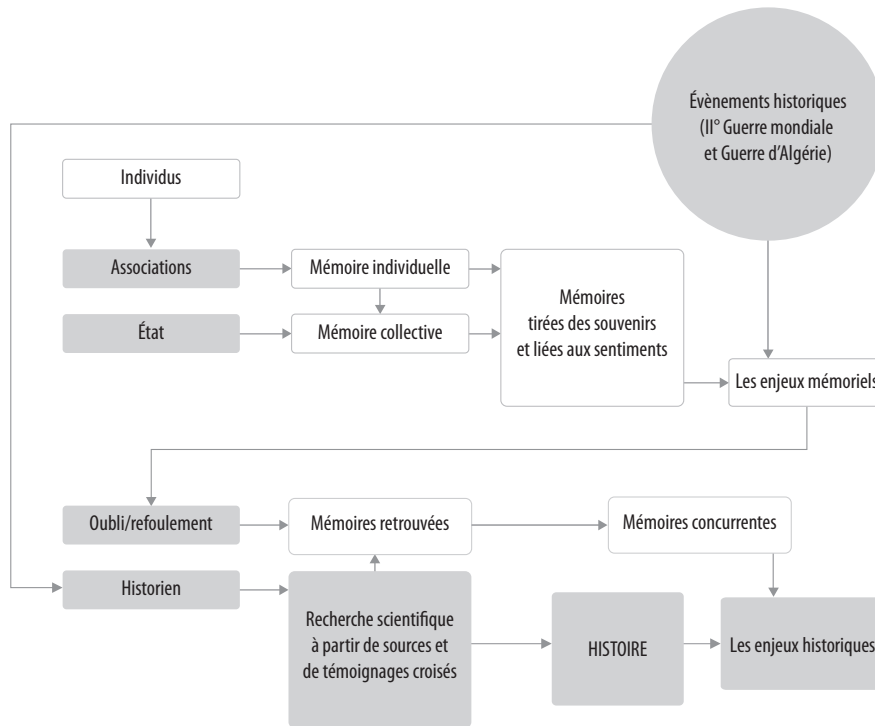 Évènements historiques
(II° Guerre mondiale
et Guerre d'Algérie)
Individus
Associations
Mémoire individuelle
État
Mémoire collective
Mémoires
tirées des souvenirs
et liées aux sentiments
Les enjeux mémoriels
Oubli/refoulement
Mémoires retrouvées
Mémoires concurrentes
Historien
Recherche scientifique
à partir de sources et
de témoignages croisés
HISTOIRE
Les enjeux historiques